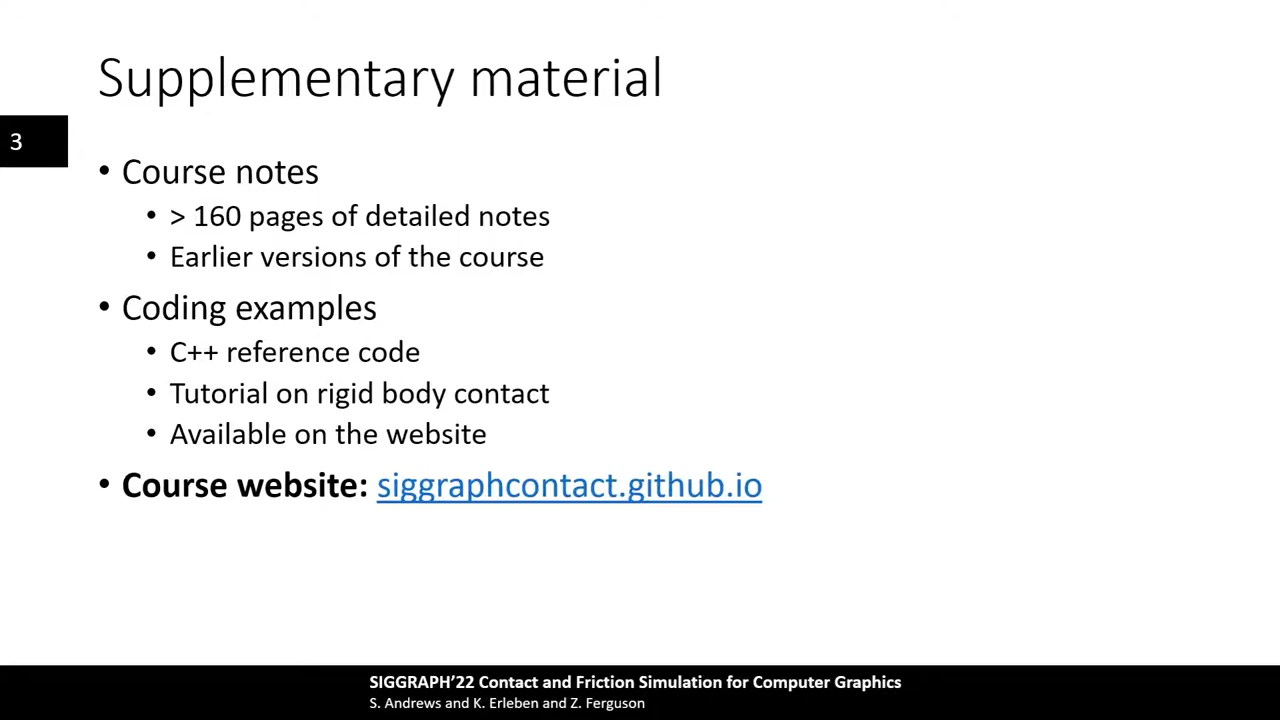 Supplementary material
3
• Course notes
• > 160 pages of detailed notes
• Earlier versions of the course
• Coding examples
• C++ reference code
• Tutorial on rigid body contact
• Available on the website
• Course website: siggraphcontact.github.io
SIGGRAPH'22 Contact and Friction Simulation for Computer Graphics
S. Andrews and K. Erleben and Z. Ferguson